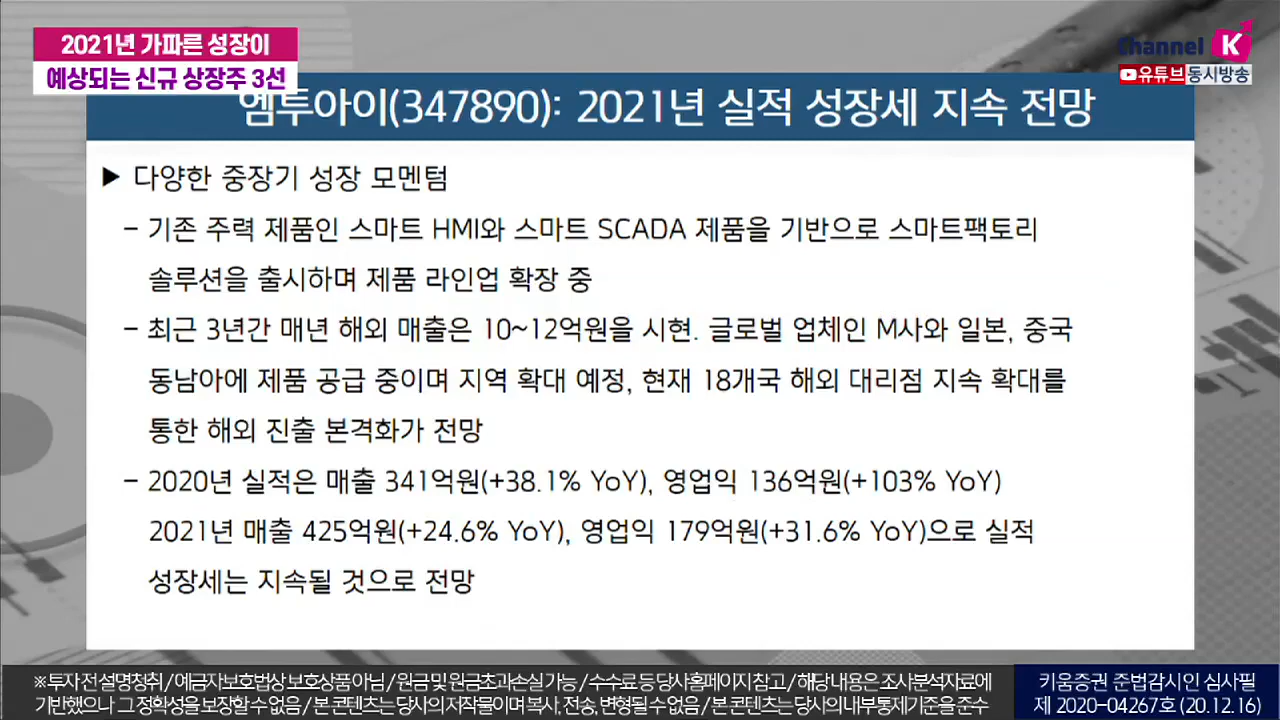 2021년 가파른 성장이
예상되는 신규 상장주 3선
Channel K
유튜브동시방송
엠투아이(347890): 2021년 실적 성장세 지속 전망
▶ 다양한 중장기 성장 모멘텀
- 기존 주력 제품인 스마트 HMI와 스마트 SCADA 제품을 기반으로 스마트팩토리
솔루션을 출시하며 제품 라인업 확장 중
- 최근 3년간 매년 해외 매출은 10~12억원을 시현. 글로벌 업체인 M사와 일본, 중국
동남아에 제품 공급 중이며 지역 확대 예정, 현재 18개국 해외 대리점 지속 확대를
통한 해외 진출 본격화가 전망
- 2020년 실적은 매출 341억원(+38.1% YoY), 영업익 136억원(+103% YoY)
2021년 매출 425억원(+24.6% YoY), 영업익 179억원(+31.6% YoY)으로 실적
성장세는 지속될 것으로 전망
※ 투자 전 설명청취 / 예금자보호법상 보호상품 아님 / 원금 및 원금초과손실 가능 / 수수료 등 당사홈페이지 참고 / 해당 내용은 조사분석자료에
기반했으나 그 정확성을 보장할 수 없음 / 본 콘텐츠는 당사의 저작물이며 복사, 전송, 변형될 수 없음 / 본 콘텐츠는 당사의 내부통제기준을 준수
키움증권 준법감시인 심사필
제 2020-04267호 (20.12.16)